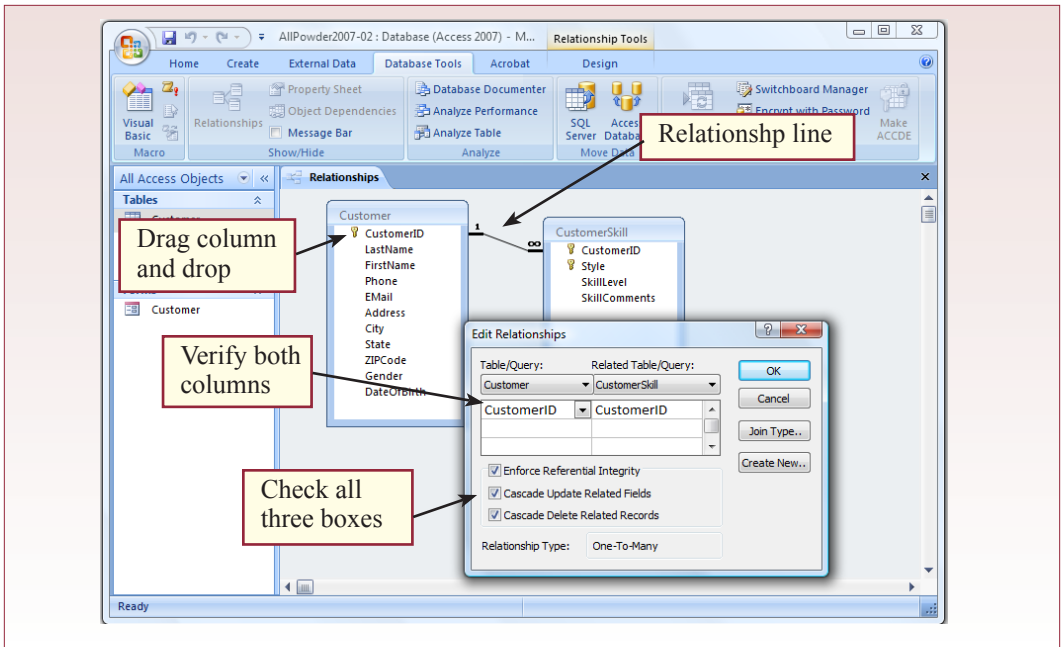 AllPowder2007-02 : Database (Access 2007) - M...
Relationship Tools
Home Create External Data Database Tools Acrobat Design
Visual Basic
Macro
Relationships
Property Sheet
Object Dependencies
Message Bar
Show/Hide
Database Documenter
Analyze Performance
Analyze Table
Analyze
SQL Server
Database
Move Data
Switchboard Manager
Encrypt with Password
Make ACCDE
Relationshp line
All Access Objects
Relationships
Tables
Customer
Drag column
and drop
Customer
Customer
CustomerID
LastName
FirstName
Phone
EMail
Address
City
State
ZIPCode
Gender
DateOfBirth
1
∞
CustomerSkill
CustomerID
Style
SkillLevel
SkillComments
Verify both
columns
Edit Relationships
Table/Query: Related Table/Query:
Customer CustomerSkill
CustomerID CustomerID
OK
Cancel
Join Type..
Create New..
Check all
three boxes
Enforce Referential Integrity
Cascade Update Related Fields
Cascade Delete Related Records
Relationship Type: One-To-Many
Ready